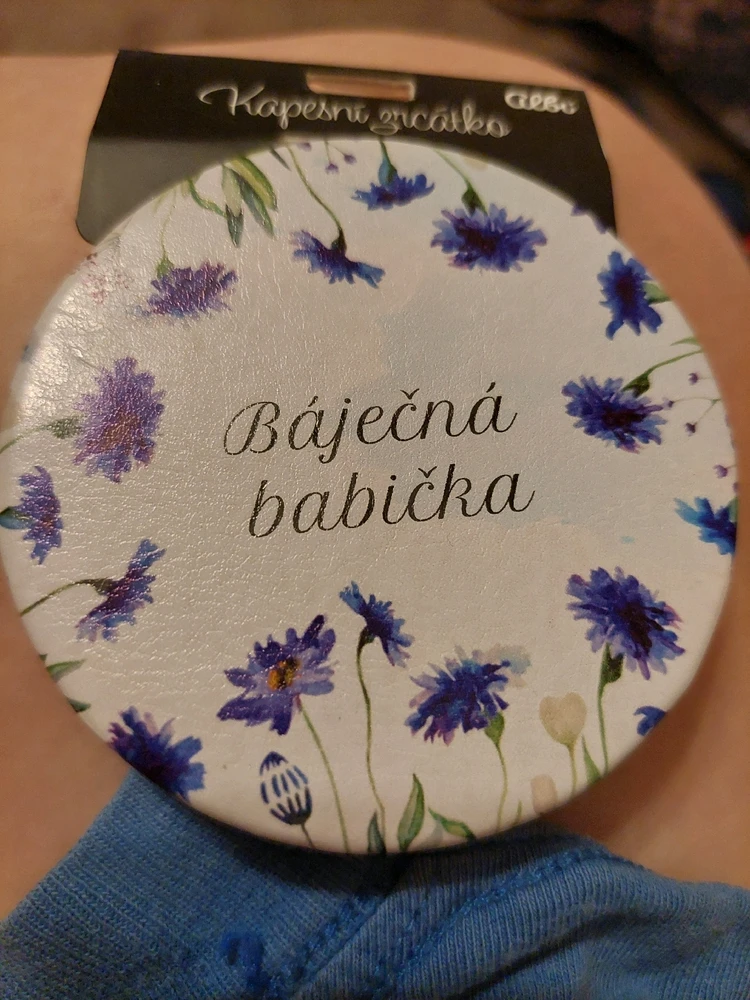 Kapesní zrcátko
albi
Báječná
babička